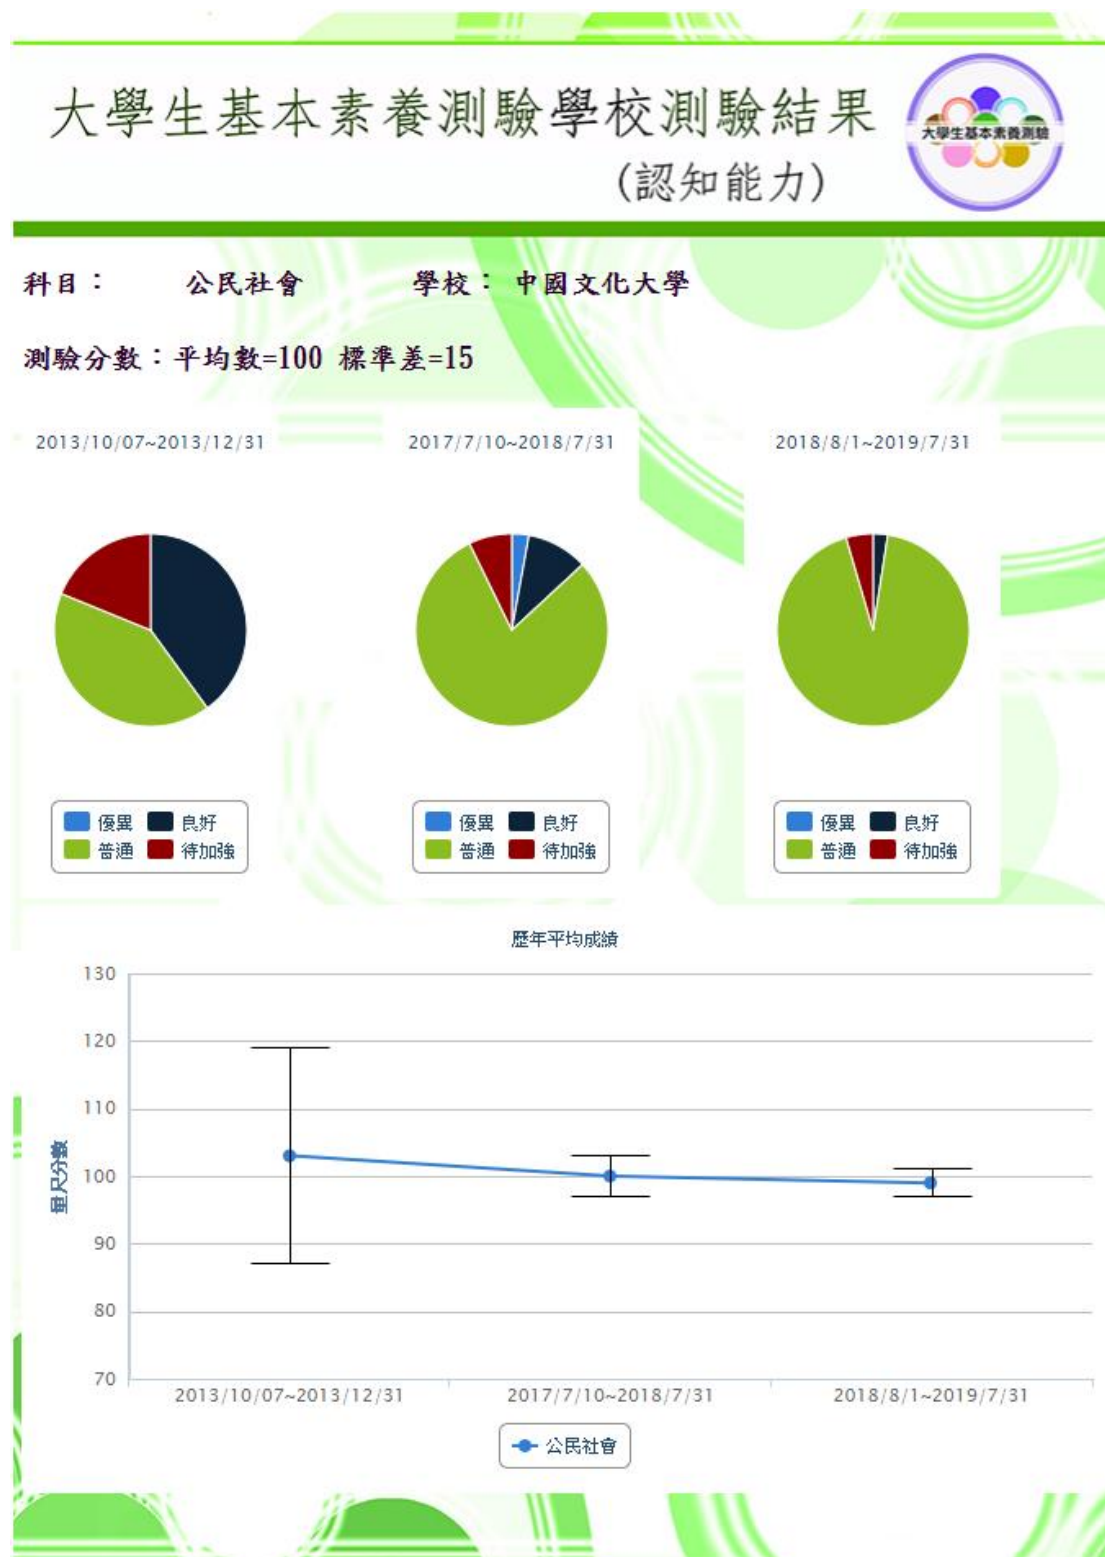 大學生基本素養測驗學校測驗結果
(認知能力)
大學生基本素養測驗
科目： 公民社會 學校： 中國文化大學
測驗分數：平均數=100 標準差=15
2013/10/07~2013/12/31 2017/7/10~2018/7/31 2018/8/1~2019/7/31
優異 良好 優異 良好 優異 良好
普通 待加強 普通 待加強 普通 待加強
歷年平均成績
130
120
110
100
90
80
70
量尺分數
2013/10/07~2013/12/31 2017/7/10~2018/7/31 2018/8/1~2019/7/31
公民社會